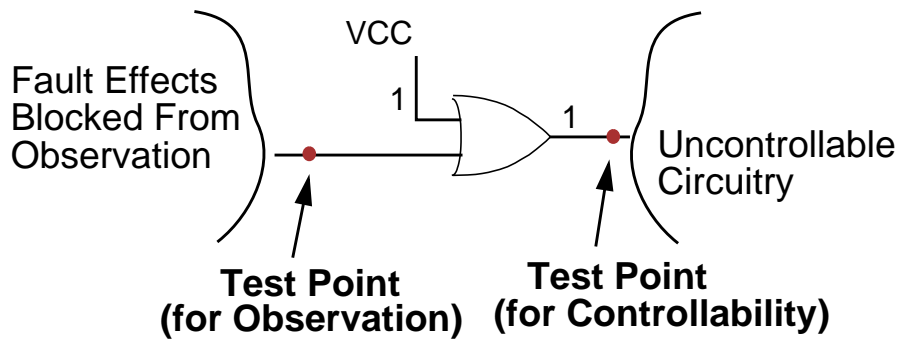 VCC
Fault Effects
Blocked From
Observation
1
1
Uncontrollable
Circuitry
Test Point
(for Observation)
Test Point
(for Controllability)